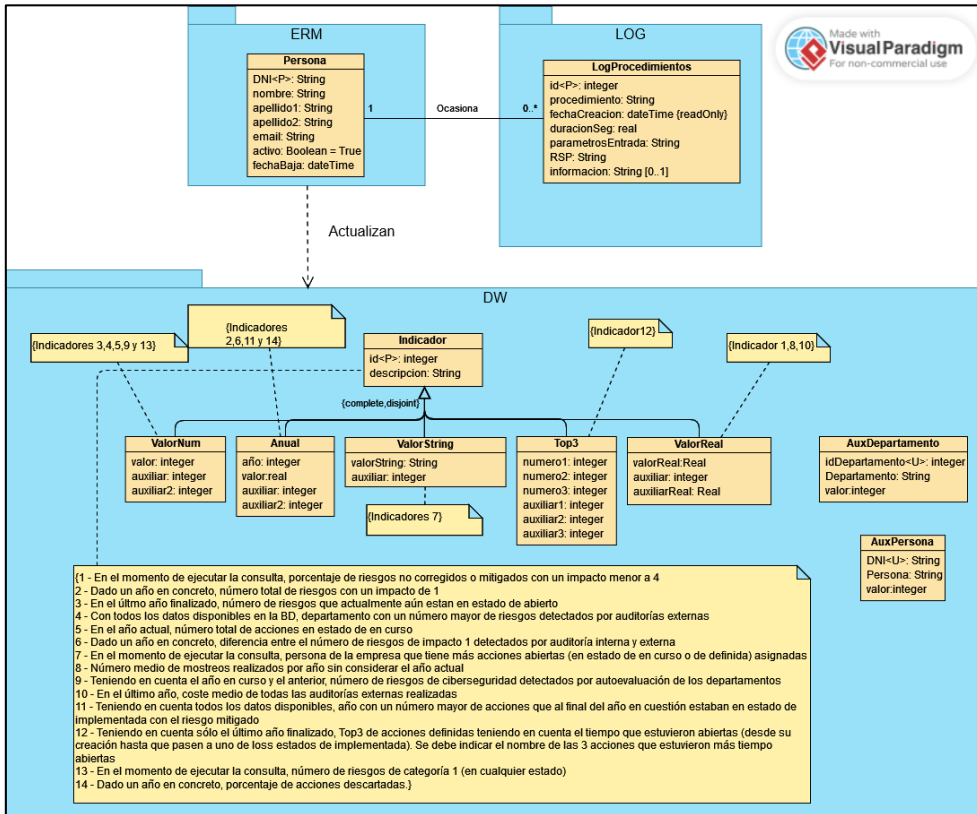 ERM
LOG
Made with
Visual Paradigm
For non-commercial use
Persona
DNI<P>: String
nombre: String
apellido1: String
apellido2: String
email: String
activo: Boolean = True
fechaBaja: dateTime
1
Ocasiona
0..*
LogProcedimientos
id<P>: integer
procedimiento: String
fechaCreacion: dateTime {readOnly}
duracionSeg: real
parametrosEntrada: String
RSP: String
informacion: String [0..1]
Actualizan
DW
{Indicadores 3,4,5,9 y 13}
{Indicadores
2,6,11 y 14}
Indicador
id<P>: integer
descripcion: String
{Indicador12}
{Indicador 1,8,10}
{complete,disjoint}
ValorNum
valor: integer
auxiliar: integer
auxiliar2: integer
Anual
año: integer
valor:real
auxiliar: integer
auxiliar2: integer
ValorString
valorString: String
auxiliar: integer
Top3
numero1: integer
numero2: integer
numero3: integer
auxiliar1: integer
auxiliar2: integer
auxiliar3: integer
ValorReal
valorReal:Real
auxiliar: integer
auxiliarReal: Real
AuxDepartamento
idDepartamento<U>: integer
Departamento: String
valor:integer
{Indicadores 7}
AuxPersona
DNI<U>: String
Persona: String
valor:integer
{1 - En el momento de ejecutar la consulta, porcentaje de riesgos no corregidos o mitigados con un impacto menor a 4
2 - Dado un año en concreto, número total de riesgos con un impacto de 1
3 - En el últmo año finalizado, número de riesgos que actualmente aún estan en estado de abierto
4 - Con todos los datos disponibles en la BD, departamento con un número mayor de riesgos detectados por auditorías externas
5 - En el año actual, número total de acciones en estado de en curso
6 - Dado un año en concreto, diferencia entre el número de riesgos de impacto 1 detectados por auditoría interna y externa
7 - En el momento de ejecutar la consulta, persona de la empresa que tiene más acciones abiertas (en estado de en curso o de definida) asignadas
8 - Número medio de mostreos realizados por año sin considerar el año actual
9 - Teniendo en cuenta el año en curso y el anterior, número de riesgos de ciberseguridad detectados por autoevaluación de los departamentos
10 - En el último año, coste medio de todas las auditorías externas realizadas
11 - Teniendo en cuenta todos los datos disponibles, año con un número mayor de acciones que al final del año en cuestión estaban en estado de
implementada con el riesgo mitigado
12 - Teniendo en cuenta sólo el último año finalizado, Top3 de acciones definidas teniendo en cuenta el tiempo que estuvieron abiertas (desde su
creación hasta que pasen a uno de loss estados de implementada). Se debe indicar el nombre de las 3 acciones que estuvieron más tiempo
abiertas
13 - En el momento de ejecutar la consulta, número de riesgos de categoría 1 (en cualquier estado)
14 - Dado un año en concreto, porcentaje de acciones descartadas.}